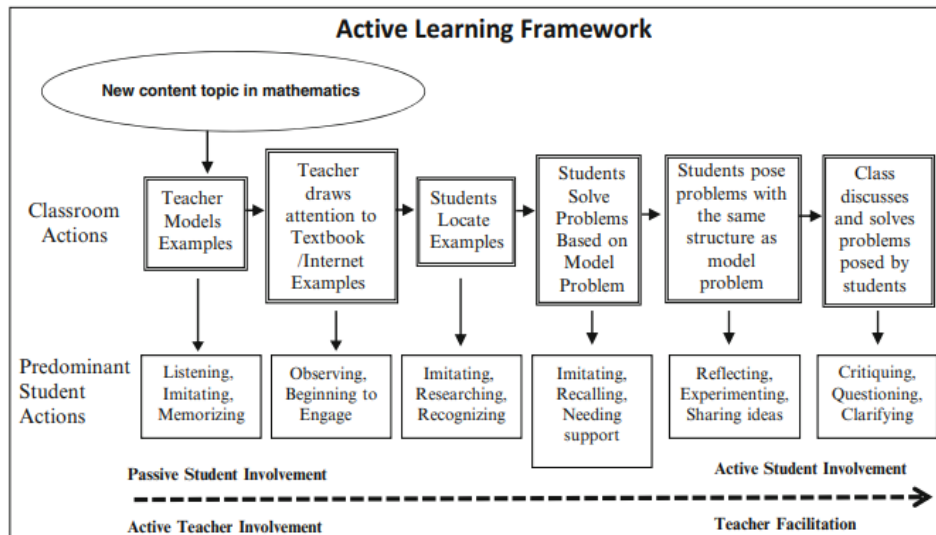 Active Learning Framework
New content topic in mathematics
Classroom
Actions
Teacher
Models
Examples
Teacher
draws
attention to
Textbook
/Internet
Examples
Students
Locate
Examples
Students
Solve
Problems
Based on
Model
Problem
Students pose
problems with
the same
structure as
model
problem
Class
discusses
and solves
problems
posed by
students
Predominant
Student
Actions
Listening,
Imitating,
Memorizing
Observing,
Beginning to
Engage
Imitating,
Researching,
Recognizing
Imitating,
Recalling,
Needing
support
Reflecting,
Experimenting,
Sharing ideas
Critiquing,
Questioning,
Clarifying
Passive Student Involvement
Active Student Involvement
Active Teacher Involvement
Teacher Facilitation